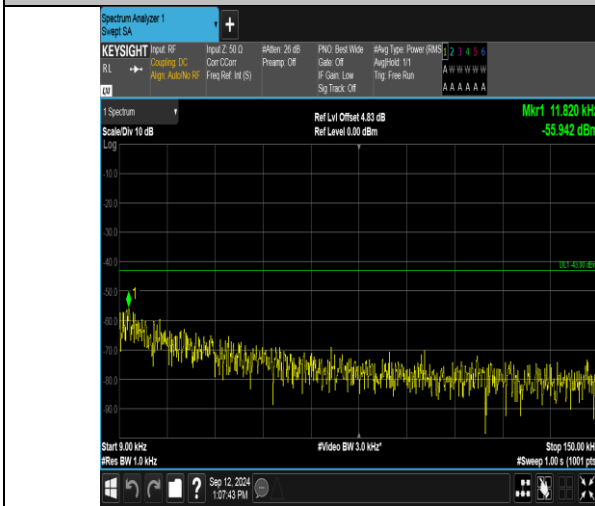 Spectrum Analyzer 1
Swept SA
+
KEYSIGHT
RL
Input: RF
Coupling: DC
Align: Auto/No RF
Input Z: 50 Ω
Corr CCorr
Freq Ref: Int (S)
#Atten: 26 dB
Preamp: Off
PNO: Best Wide
Gate: Off
IF Gain: Low
Sig Track: Off
#Avg Type: Power (RMS
Avg|Hold: 1/1
Trig: Free Run
1 2 3 4 5 6
A W W W W W
A A A A A A
1 Spectrum
Scale/Div 10 dB
Log
Ref Lvl Offset 4.83 dB
Ref Level 0.00 dBm
Mkr1 11.820 kHz
-55.942 dBm
-10.0
-20.0
-30.0
-40.0
DL1 -43.00 dBm
-50.0
1
-60.0
-70.0
-80.0
-90.0
Start 9.00 kHz
#Res BW 1.0 kHz
#Video BW 3.0 kHz*
Stop 150.00 kHz
#Sweep 1.00 s (1001 pts
?
Sep 12, 2024
1:07:43 PM